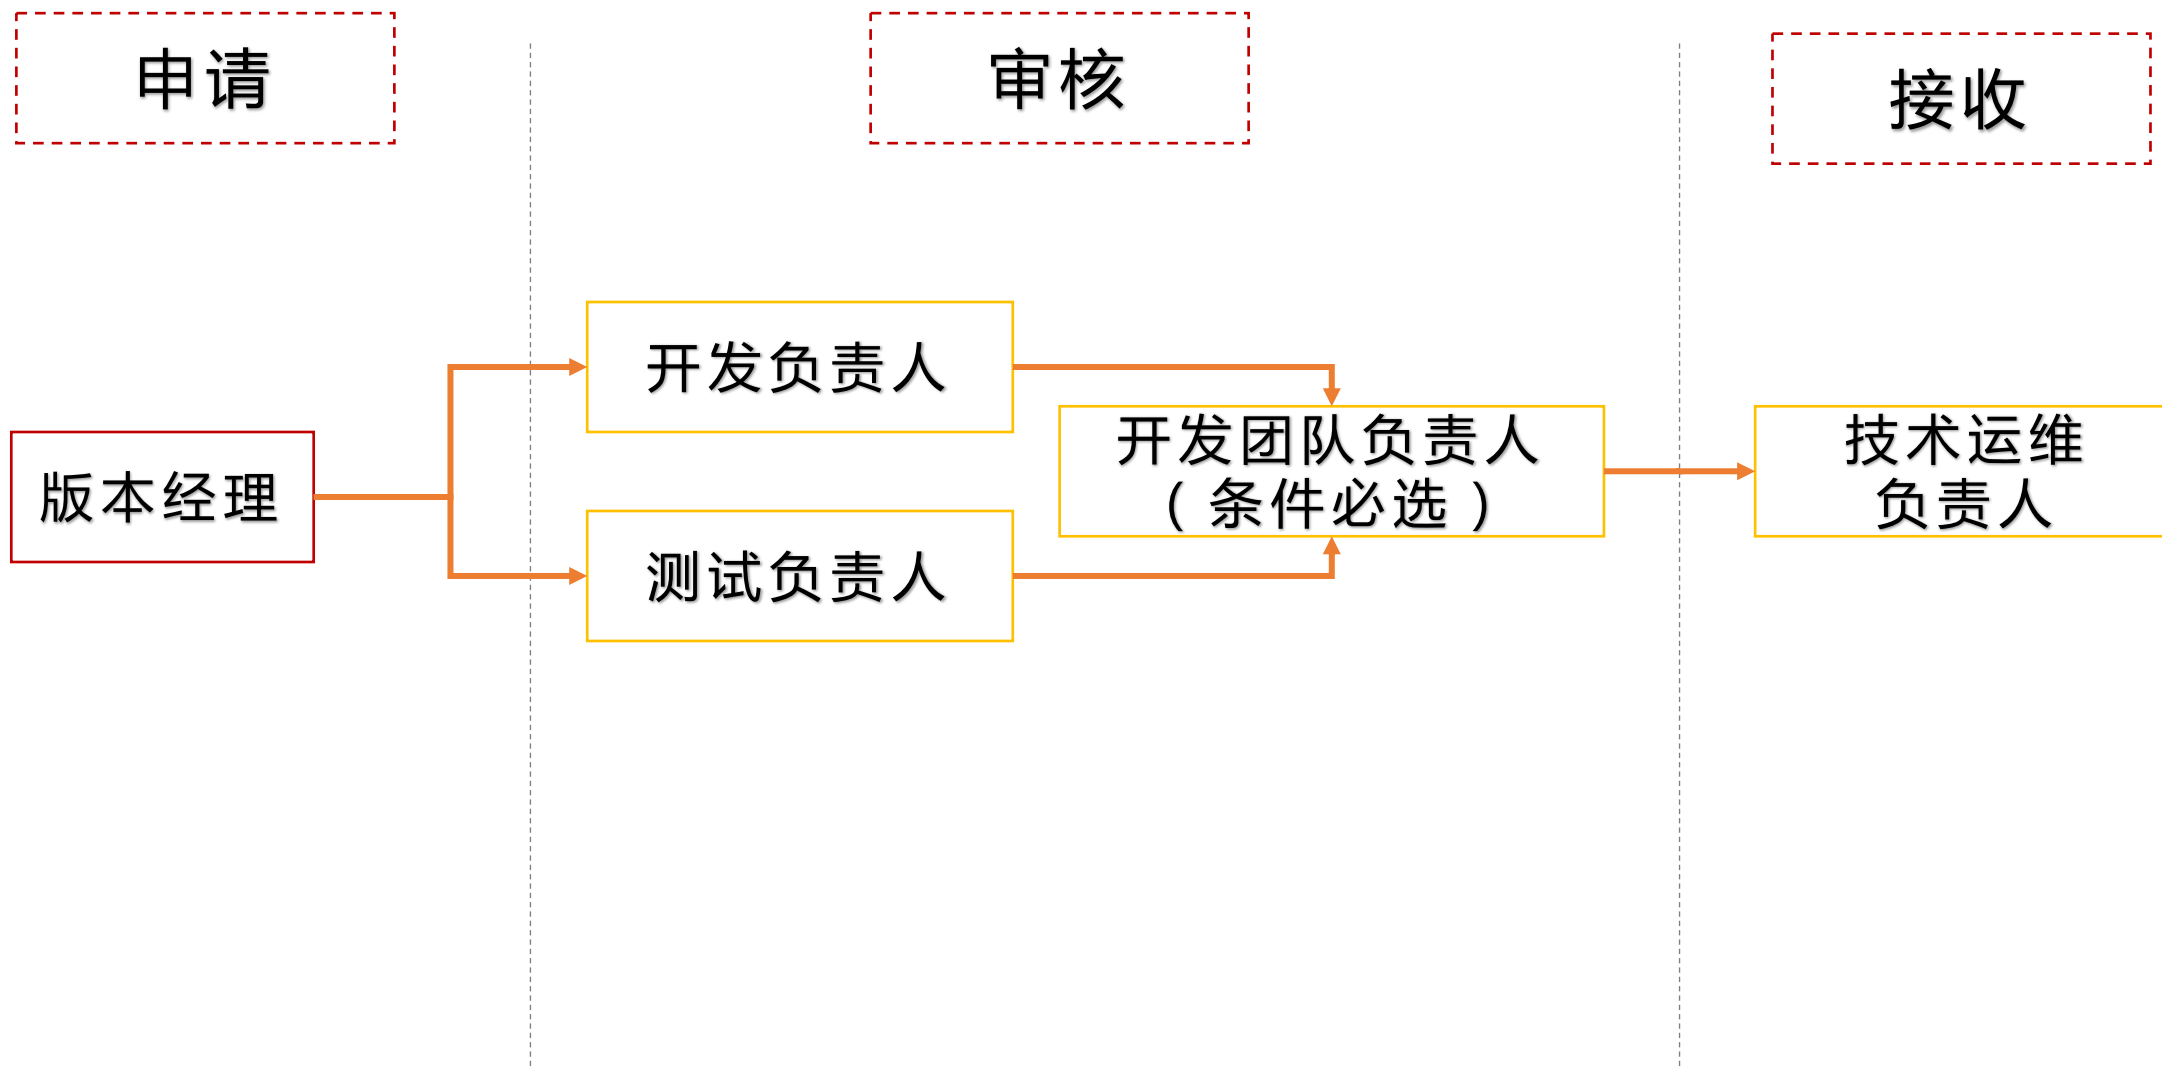 申请
审核
接收
版本经理
开发负责人
测试负责人
开发团队负责人
（条件必选）
技术运维
负责人